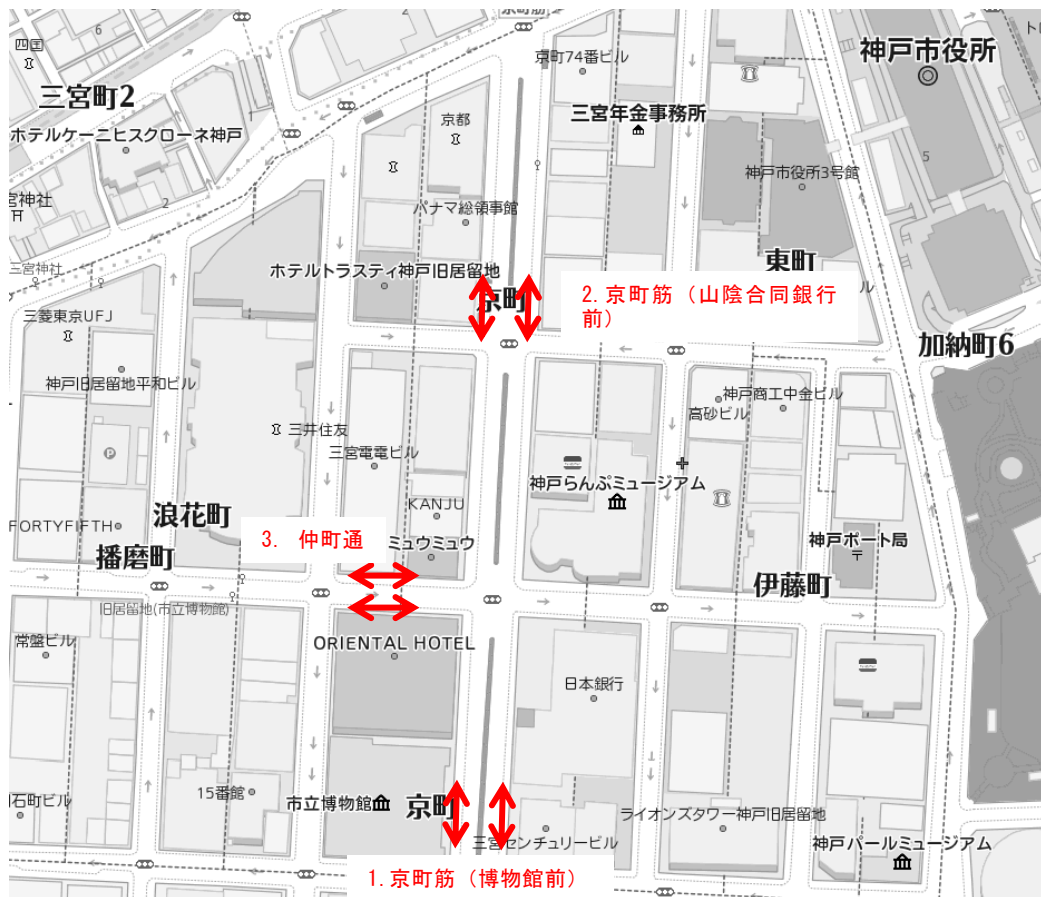 京町筋
四国
6
2
京町74番ビル
神戸市役所
三宮町2
1
三宮年金事務所
ホテルケーニヒスクローネ神戸
京都
5
神戸市役所3号館
宮神社
2
パナマ総領事館
三宮神社
ホテルトラスティ神戸旧居留地
東町
京町
2.京町筋（山陰合同銀行
前）
ル
三菱東京UFJ
加納町6
神戸旧居留地平和ビル
神戸商工中金ビル
高砂ビル
三井住友
三宮電電ビル
P
神戸らんぷミュージアム
KANJU
浪花町
FORTYFIFTH
3. 仲町通
ミュウミュウ
神戸ポート局
播磨町
伊藤町
旧居留地(市立博物館)
常盤ビル
ORIENTAL HOTEL
日本銀行
15番館
石町ビル
市立博物館
京町
三宮センチュリービル
ライオンズタワー神戸旧居留地
神戸パールミュージアム
1.京町筋（博物館前）